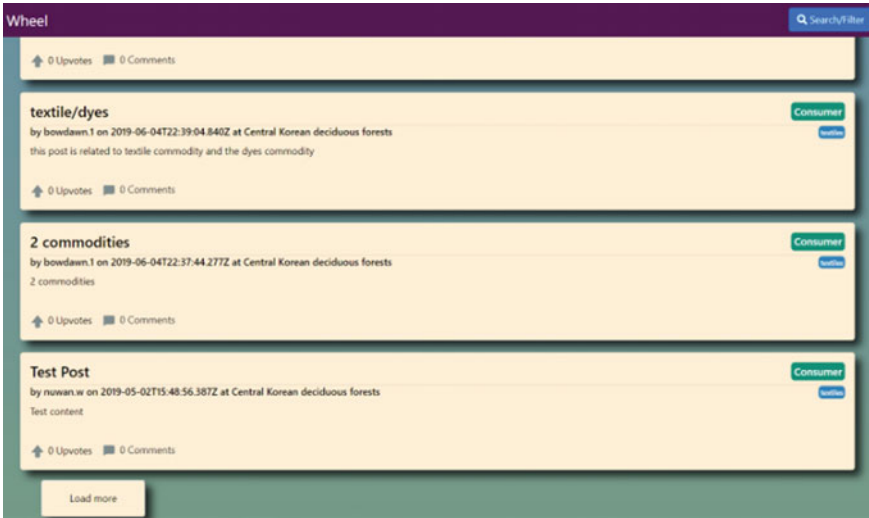 Wheel
Search/Filter
0 Upvotes 0 Comments
textile/dyes
Consumer
by bowdawn.1 on 2019-06-04T22:39:04.840Z at Central Korean deciduous forests
textiles
this post is related to textile commodity and the dyes commodity
0 Upvotes 0 Comments
2 commodities
Consumer
by bowdawn.1 on 2019-06-04T22:37:44.277Z at Central Korean deciduous forests
textiles
2 commodities
0 Upvotes 0 Comments
Test Post
Consumer
by nuwan.w on 2019-05-02T15:48:56.387Z at Central Korean deciduous forests
textiles
Test content
0 Upvotes 0 Comments
Load more